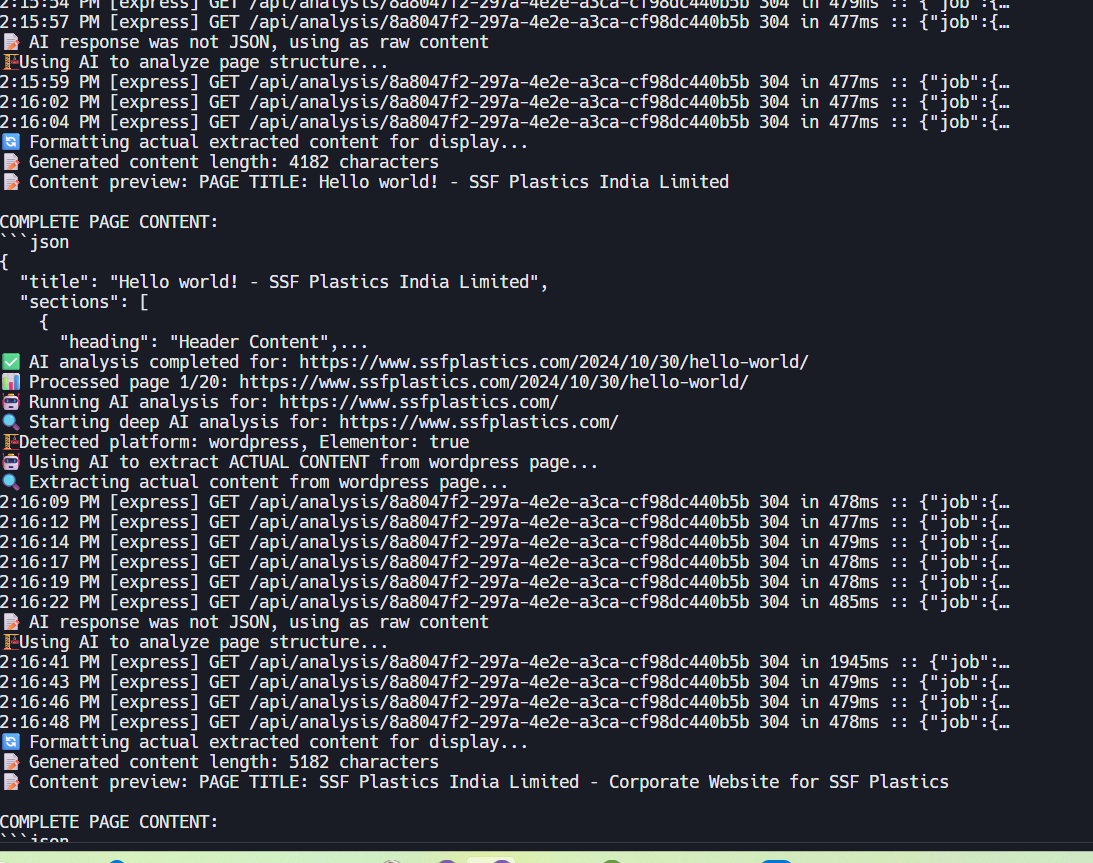 2:15:54 PM [express] GET /api/analysis/8a8047f2-297a-4e2e-a3ca-cf98dc440b5b 304 in 479ms :: {"job":{…
2:15:57 PM [express] GET /api/analysis/8a8047f2-297a-4e2e-a3ca-cf98dc440b5b 304 in 477ms :: {"job":{…
AI response was not JSON, using as raw content
Using AI to analyze page structure...
2:15:59 PM [express] GET /api/analysis/8a8047f2-297a-4e2e-a3ca-cf98dc440b5b 304 in 477ms :: {"job":{…
2:16:02 PM [express] GET /api/analysis/8a8047f2-297a-4e2e-a3ca-cf98dc440b5b 304 in 477ms :: {"job":{…
2:16:04 PM [express] GET /api/analysis/8a8047f2-297a-4e2e-a3ca-cf98dc440b5b 304 in 477ms :: {"job":{…
Formatting actual extracted content for display...
Generated content length: 4182 characters
Content preview: PAGE TITLE: Hello world! - SSF Plastics India Limited
COMPLETE PAGE CONTENT:
```json
{
"title": "Hello world! - SSF Plastics India Limited",
"sections": [
{
"heading": "Header Content",...
AI analysis completed for: https://www.ssfplastics.com/2024/10/30/hello-world/
Processed page 1/20: https://www.ssfplastics.com/2024/10/30/hello-world/
Running AI analysis for: https://www.ssfplastics.com/
Starting deep AI analysis for: https://www.ssfplastics.com/
Detected platform: wordpress, Elementor: true
Using AI to extract ACTUAL CONTENT from wordpress page...
Extracting actual content from wordpress page...
2:16:09 PM [express] GET /api/analysis/8a8047f2-297a-4e2e-a3ca-cf98dc440b5b 304 in 478ms :: {"job":{…
2:16:12 PM [express] GET /api/analysis/8a8047f2-297a-4e2e-a3ca-cf98dc440b5b 304 in 477ms :: {"job":{…
2:16:14 PM [express] GET /api/analysis/8a8047f2-297a-4e2e-a3ca-cf98dc440b5b 304 in 479ms :: {"job":{…
2:16:17 PM [express] GET /api/analysis/8a8047f2-297a-4e2e-a3ca-cf98dc440b5b 304 in 478ms :: {"job":{…
2:16:19 PM [express] GET /api/analysis/8a8047f2-297a-4e2e-a3ca-cf98dc440b5b 304 in 478ms :: {"job":{…
2:16:22 PM [express] GET /api/analysis/8a8047f2-297a-4e2e-a3ca-cf98dc440b5b 304 in 485ms :: {"job":{…
AI response was not JSON, using as raw content
Using AI to analyze page structure...
2:16:41 PM [express] GET /api/analysis/8a8047f2-297a-4e2e-a3ca-cf98dc440b5b 304 in 1945ms :: {"job":…
2:16:43 PM [express] GET /api/analysis/8a8047f2-297a-4e2e-a3ca-cf98dc440b5b 304 in 479ms :: {"job":{…
2:16:46 PM [express] GET /api/analysis/8a8047f2-297a-4e2e-a3ca-cf98dc440b5b 304 in 479ms :: {"job":{…
2:16:48 PM [express] GET /api/analysis/8a8047f2-297a-4e2e-a3ca-cf98dc440b5b 304 in 478ms :: {"job":{…
Formatting actual extracted content for display...
Generated content length: 5182 characters
Content preview: PAGE TITLE: SSF Plastics India Limited - Corporate Website for SSF Plastics
COMPLETE PAGE CONTENT:
```json